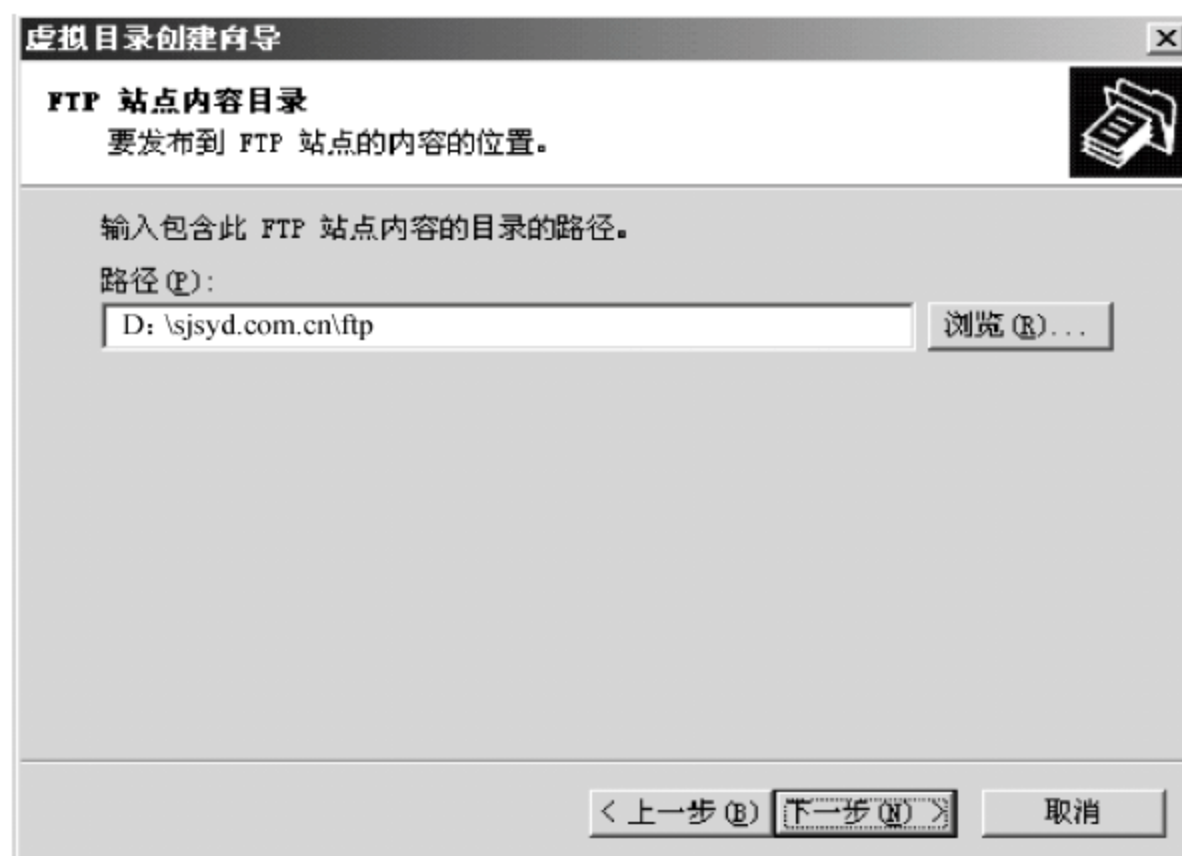 虚拟目录创建向导
FTP 站点内容目录
要发布到 FTP 站点的内容的位置。
输入包含此 FTP 站点内容的目录的路径。
路径(P):
D：\sjsyd.com.cn\ftp 浏览(R)...
< 上一步(B) 下一步(N) > 取消